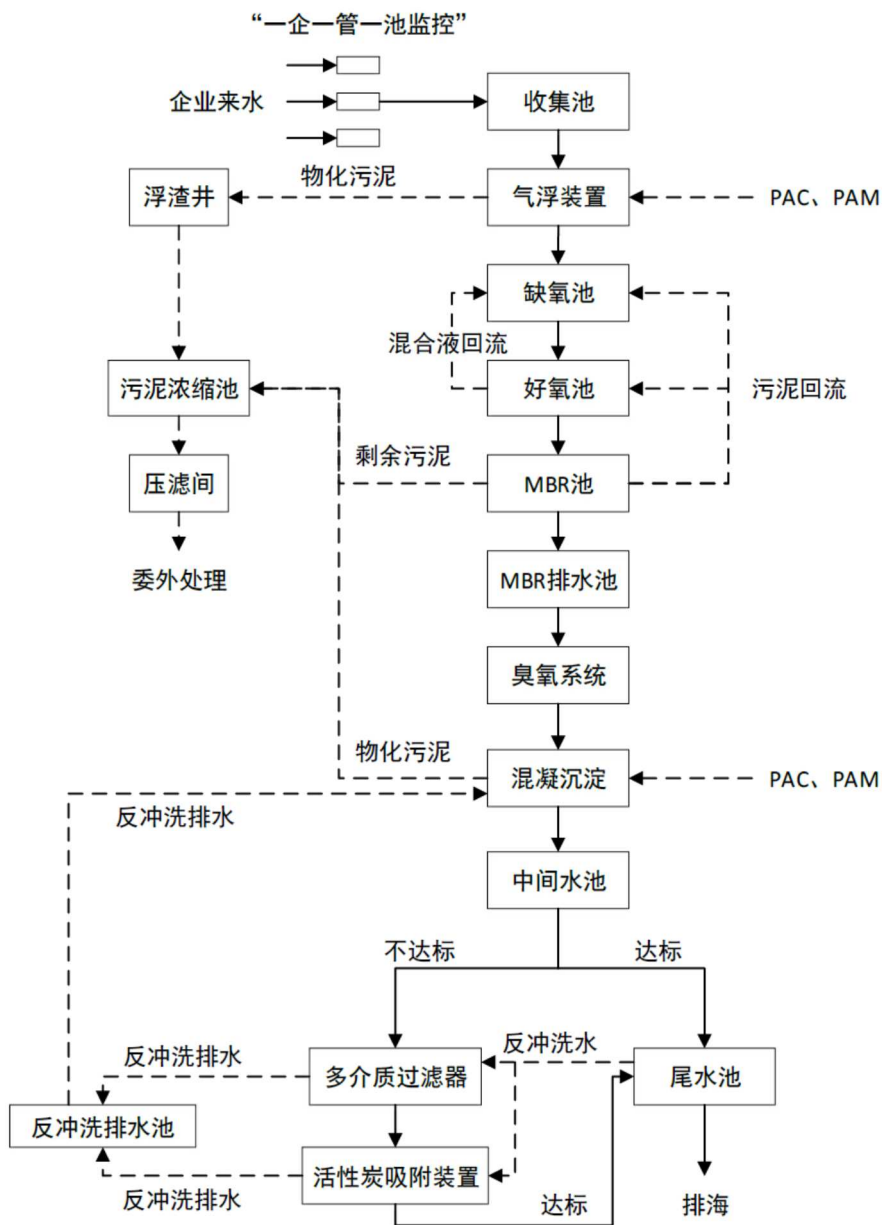 “一企一管一池监控”
企业来水
收集池
物化污泥
浮渣井
气浮装置
PAC、PAM
缺氧池
混合液回流
污泥浓缩池
好氧池
污泥回流
剩余污泥
压滤间
MBR池
委外处理
MBR排水池
臭氧系统
物化污泥
混凝沉淀
PAC、PAM
反冲洗排水
中间水池
不达标
达标
反冲洗排水
反冲洗水
多介质过滤器
尾水池
反冲洗排水池
活性炭吸附装置
反冲洗排水
达标
排海